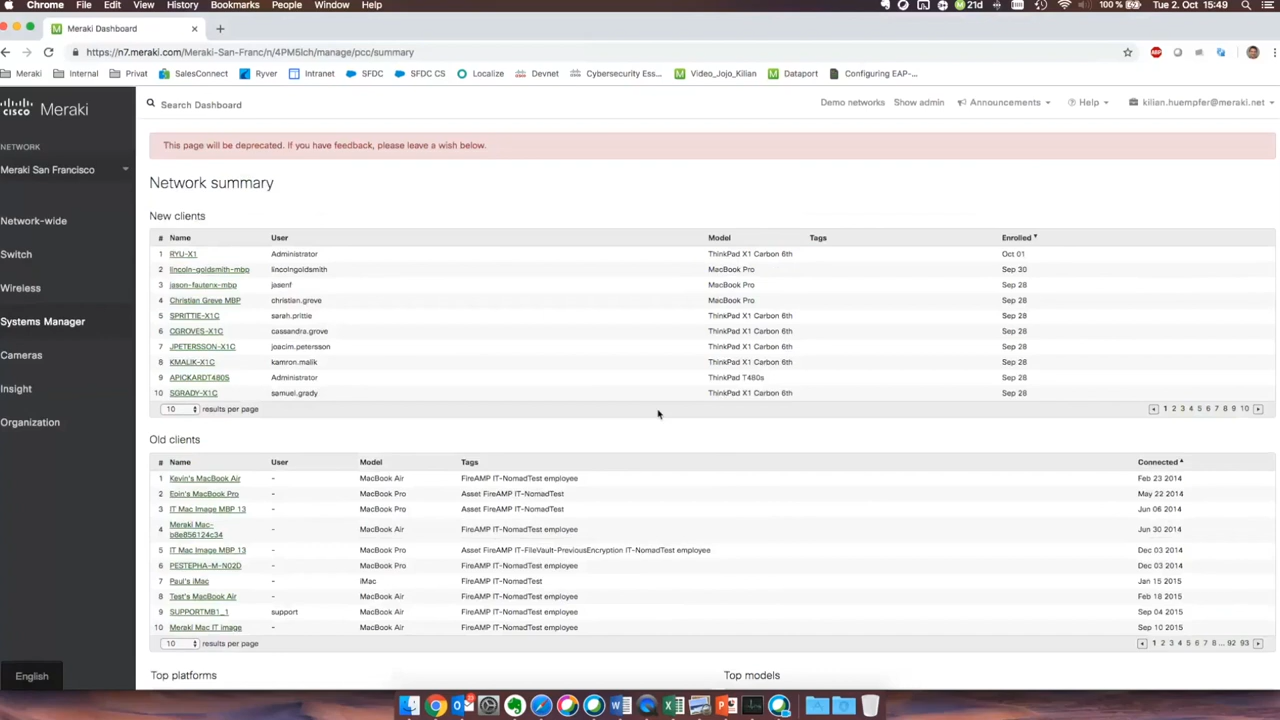 Chrome File Edit View History Bookmarks People Window Help 21d 100 % Tue 2. Oct 15:49
Meraki Dashboard
https://n7.meraki.com/Meraki-San-Franc/n/4PM5Ich/manage/pcc/summary
Meraki Internal Privat SalesConnect Ryver Intranet SFDC SFDC CS Localize Devnet Cybersecurity Ess... Video_Jojo_Kilian Dataport Configuring EAP-...
cisco Meraki
Search Dashboard Demo networks Show admin Announcements Help kilian.huempfer@meraki.net
NETWORK
Meraki San Francisco
Network-wide
Switch
Wireless
Systems Manager
Cameras
Insight
Organization
English
This page will be deprecated. If you have feedback, please leave a wish below.
Network summary
New clients
# Name User Model Tags Enrolled
1 RYU-X1 Administrator ThinkPad X1 Carbon 6th Oct 01
2 lincoln-goldsmith-mbp lincolngoldsmith MacBook Pro Sep 30
3 jason-fautenx-mbp jasenf MacBook Pro Sep 28
4 Christian Greve MBP christian.greve MacBook Pro Sep 28
5 SPRITTIE-X1C sarah.prittie ThinkPad X1 Carbon 6th Sep 28
6 CGROVES-X1C cassandra.grove ThinkPad X1 Carbon 6th Sep 28
7 JPETERSSON-X1C joacim.petersson ThinkPad X1 Carbon 6th Sep 28
8 KMALIK-X1C kamron.malik ThinkPad X1 Carbon 6th Sep 28
9 APICKARDT480S Administrator ThinkPad T480s Sep 28
10 SGRADY-X1C samuel.grady ThinkPad X1 Carbon 6th Sep 28
10 results per page 1 2 3 4 5 6 7 8 9 10
Old clients
# Name User Model Tags Connected
1 Kevin's MacBook Air - MacBook Air FireAMP IT-NomadTest employee Feb 23 2014
2 Eoin's MacBook Pro - MacBook Pro Asset FireAMP IT-NomadTest May 22 2014
3 IT Mac Image MBP 13 - MacBook Pro Asset FireAMP IT-NomadTest Jun 06 2014
4 Meraki Mac-
b8e856124c34 - MacBook Air FireAMP IT-NomadTest employee Jun 30 2014
5 IT Mac Image MBP 13 - MacBook Pro Asset FireAMP IT-FileVault-PreviousEncryption IT-NomadTest employee Dec 03 2014
6 PESTEPHA-M-N02D - MacBook Pro FireAMP IT-NomadTest employee Dec 03 2014
7 Paul's iMac - iMac FireAMP IT-NomadTest Jan 15 2015
8 Test's MacBook Air - MacBook Air FireAMP IT-NomadTest employee Feb 18 2015
9 SUPPORTMB1_1 support MacBook Air FireAMP IT-NomadTest employee Sep 04 2015
10 Meraki Mac IT image - MacBook Air FireAMP IT-NomadTest employee Sep 10 2015
10 results per page 1 2 3 4 5 6 7 8 ... 92 93
Top platforms Top models